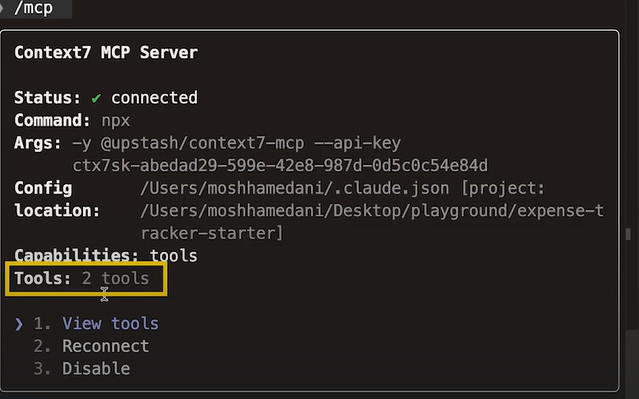 ❯ /mcp
Context7 MCP Server
Status: ✔ connected
Command: npx
Args: -y @upstash/context7-mcp --api-key
ctx7sk-abedad29-599e-42e8-987d-0d5c0c54e84d
Config /Users/moshhamedani/.claude.json [project:
location: /Users/moshhamedani/Desktop/playground/expense-t
racker-starter]
Capabilities: tools
Tools: 2 tools
❯ 1. View tools
2. Reconnect
3. Disable